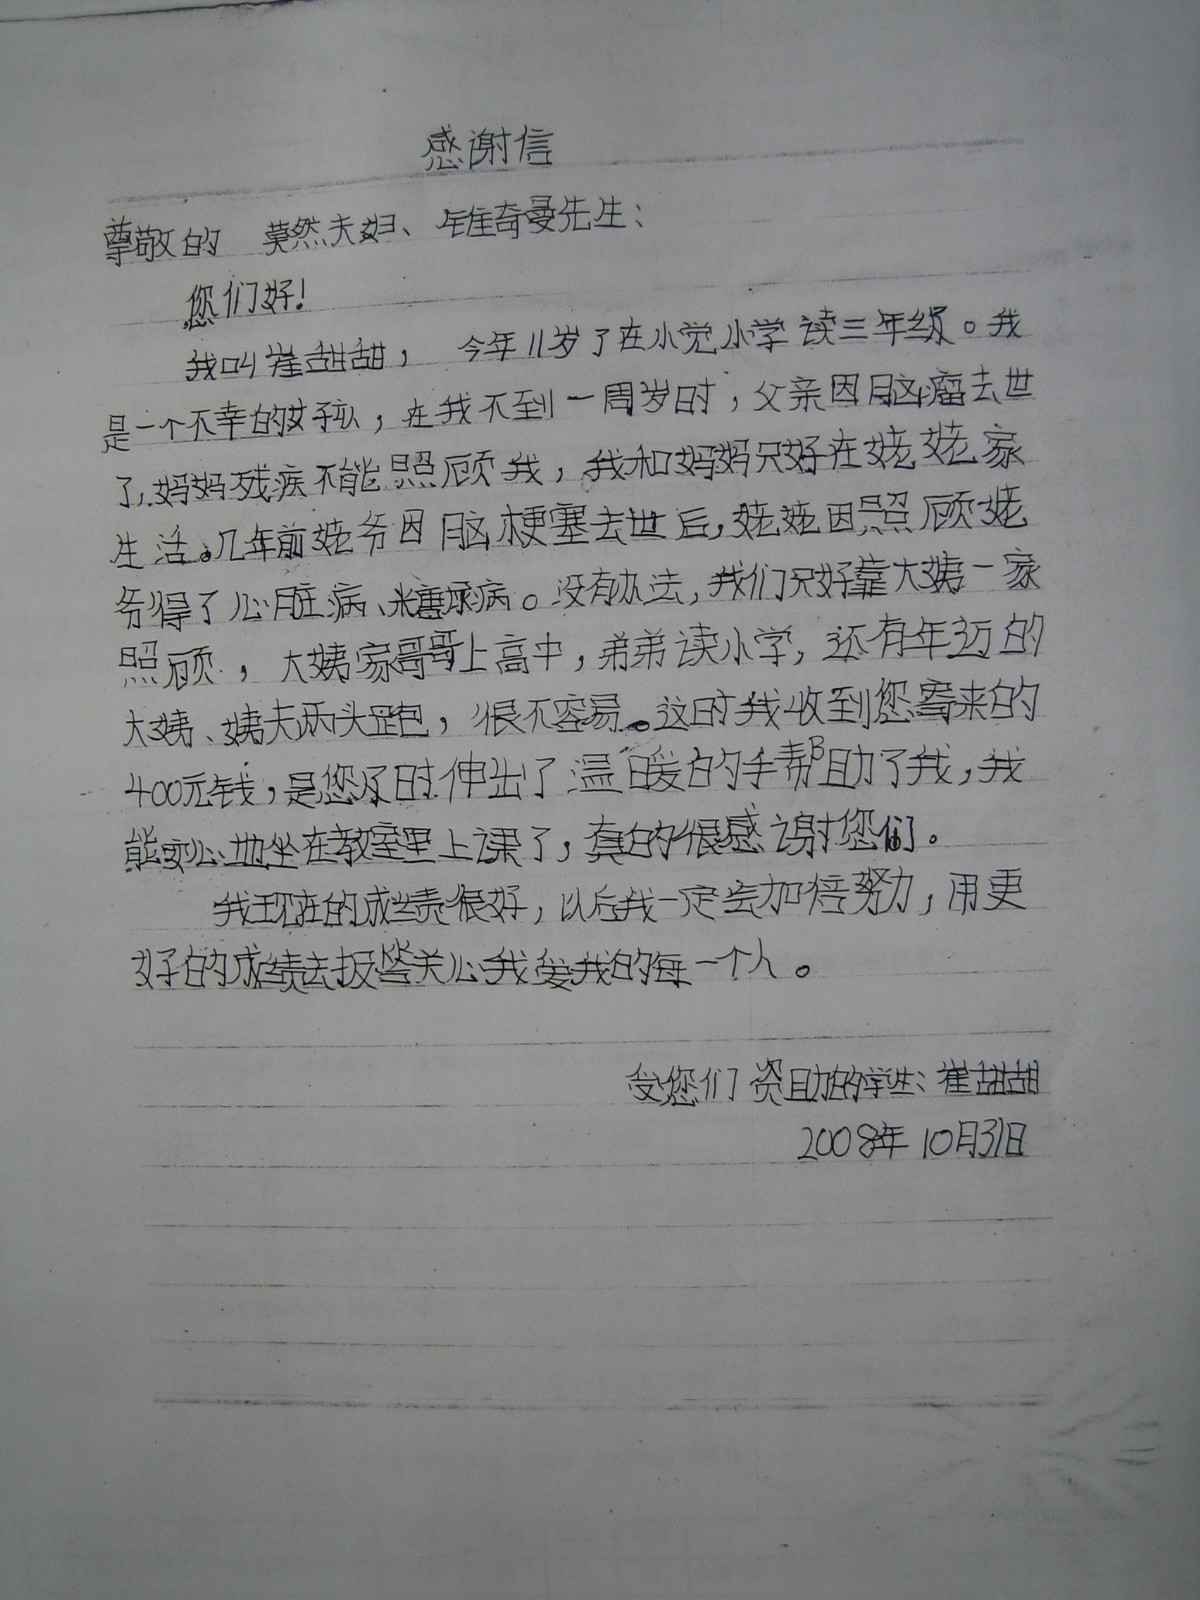 感谢信
尊敬的 莫然夫妇、锥奇曼先生：
您们好！
我叫崔甜甜， 今年11岁了在小觉小学读三年级。我
是一个不幸的女孩，在我不到一周岁时，父亲因脑瘤去世
了，妈妈残疾不能照顾我，我和妈妈只好在姥姥家
生活。几年前姥爷因脑梗塞去世后，姥姥因照顾姥
爷得了心脏病、糖尿病。没有办法，我们只好靠大姨一家
照顾，大姨家哥哥上高中，弟弟读小学，还有年迈的
大姨、姨夫两头跑，很不容易。这时我收到您寄来的
400元钱，是您及时伸出了温暖的手帮助了我，我
能安心地坐在教室里上课了，真的很感谢您们。
我现在的成绩很好，以后我一定会加倍努力，用更
好的成绩去报答关心我爱我的每一个人。
受您们资助的学生：崔甜甜
2008年10月31日